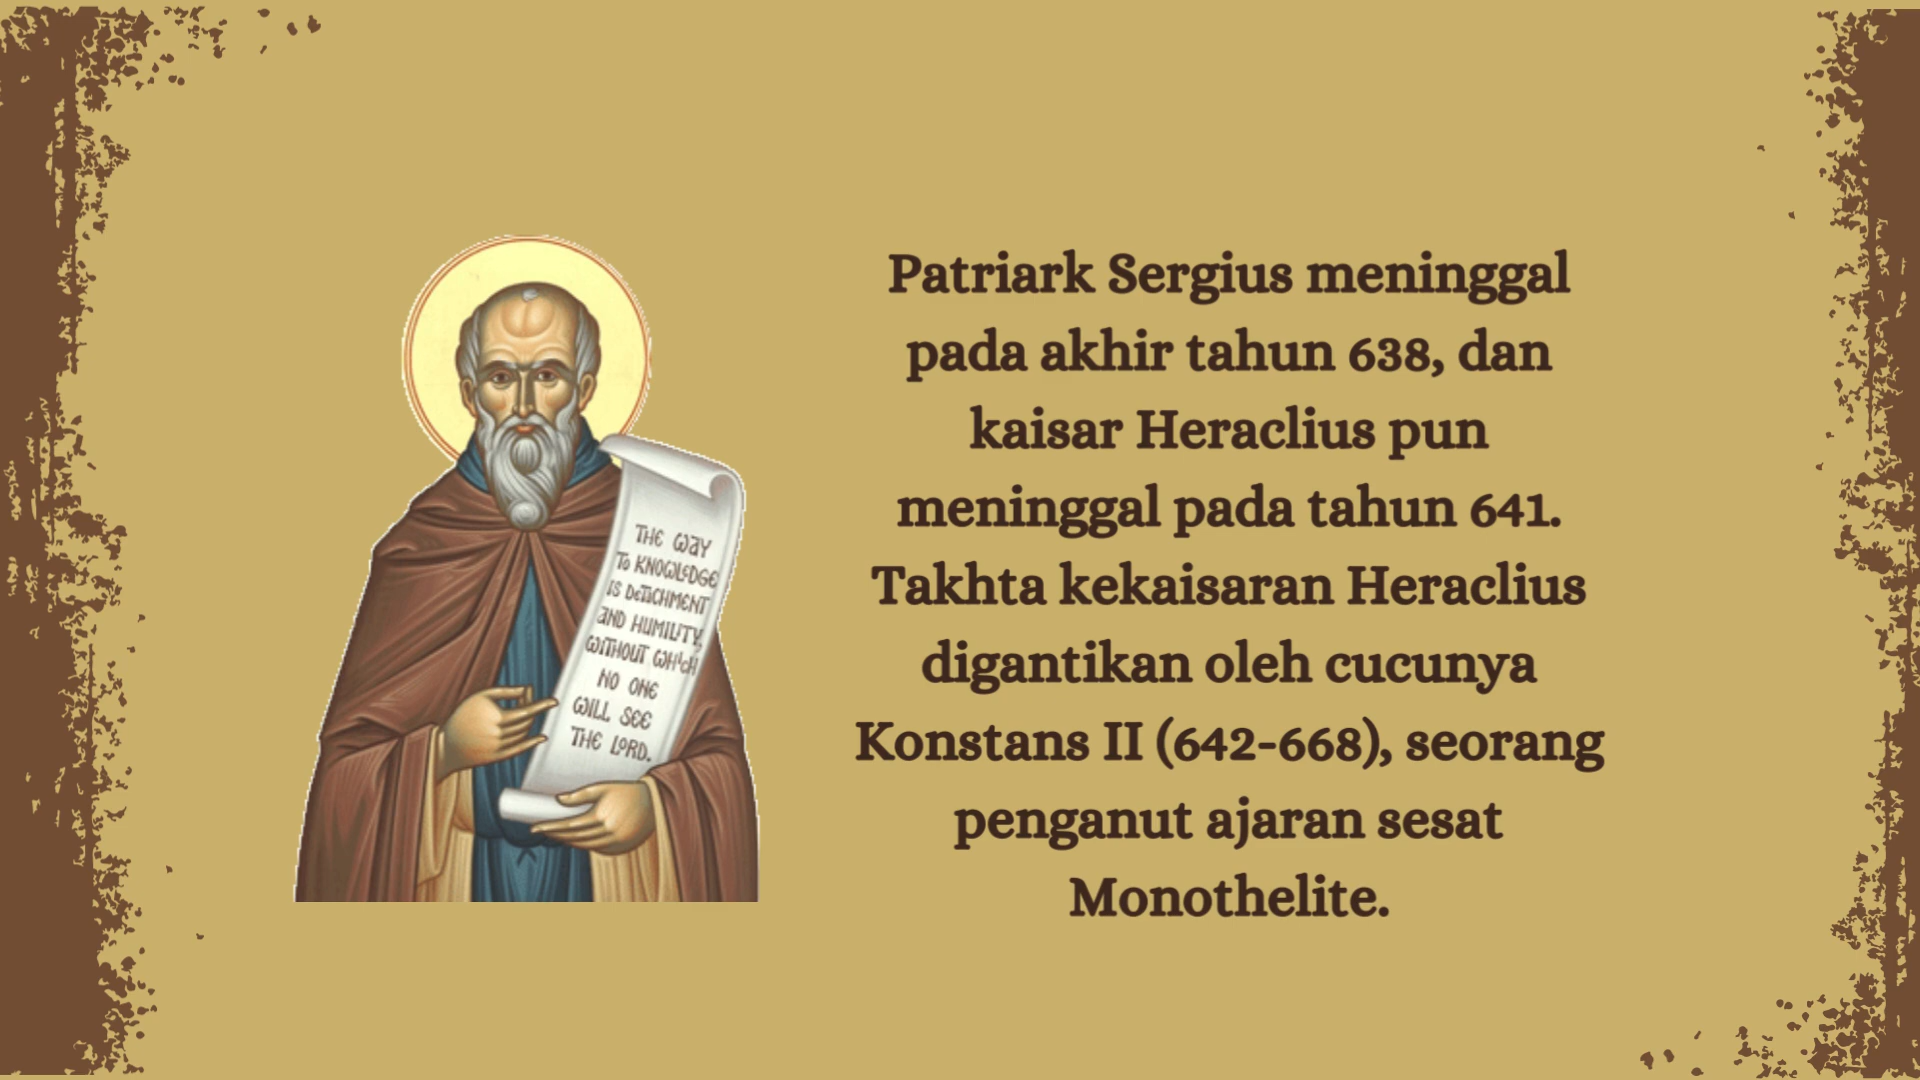 THE WAY
TO KNOWLEDGE
IS DETACHMENT
AND HUMILITY,
WITHOUT WHICH
NO ONE
WILL SEE
THE LORD.
Patriark Sergius meninggal
pada akhir tahun 638, dan
kaisar Heraclius pun
meninggal pada tahun 641.
Takhta kekaisaran Heraclius
digantikan oleh cucunya
Konstans II (642-668), seorang
penganut ajaran sesat
Monothelite.